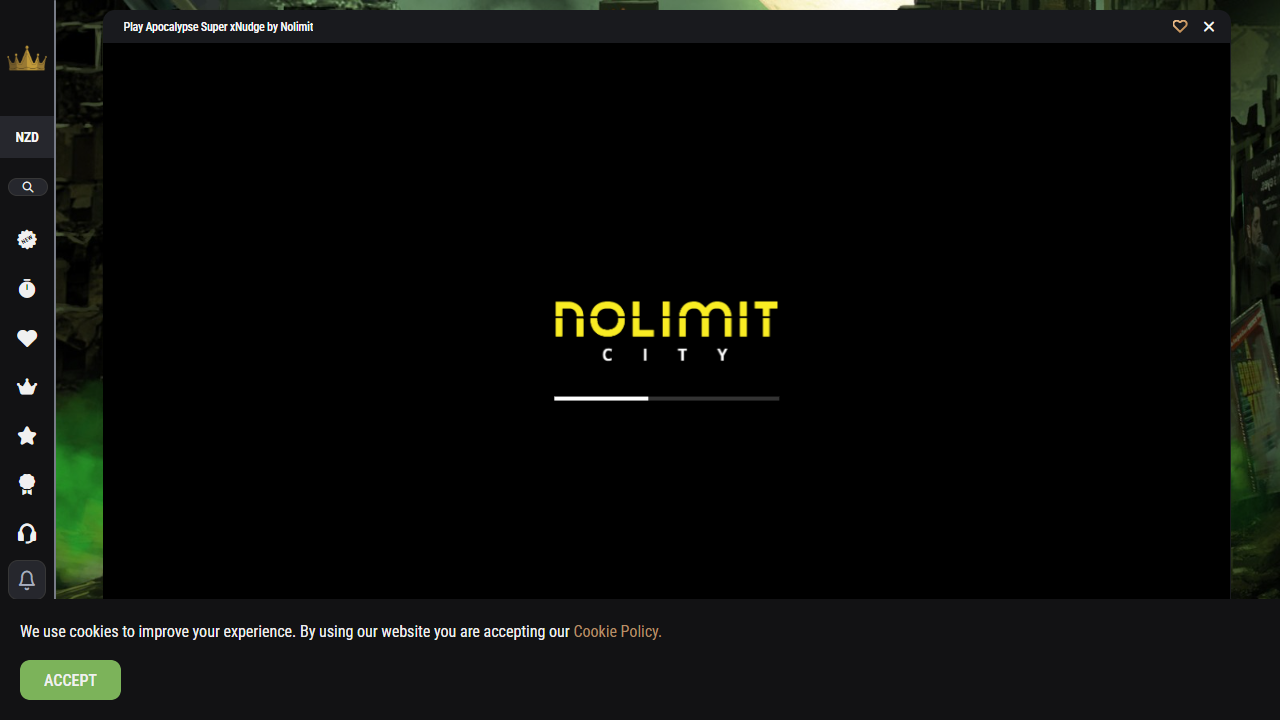 Play Apocalypse Super xNudge by Nolimit
NZD
NEW
NOLIMIT
CITY
We use cookies to improve your experience. By using our website you are accepting our Cookie Policy.
ACCEPT